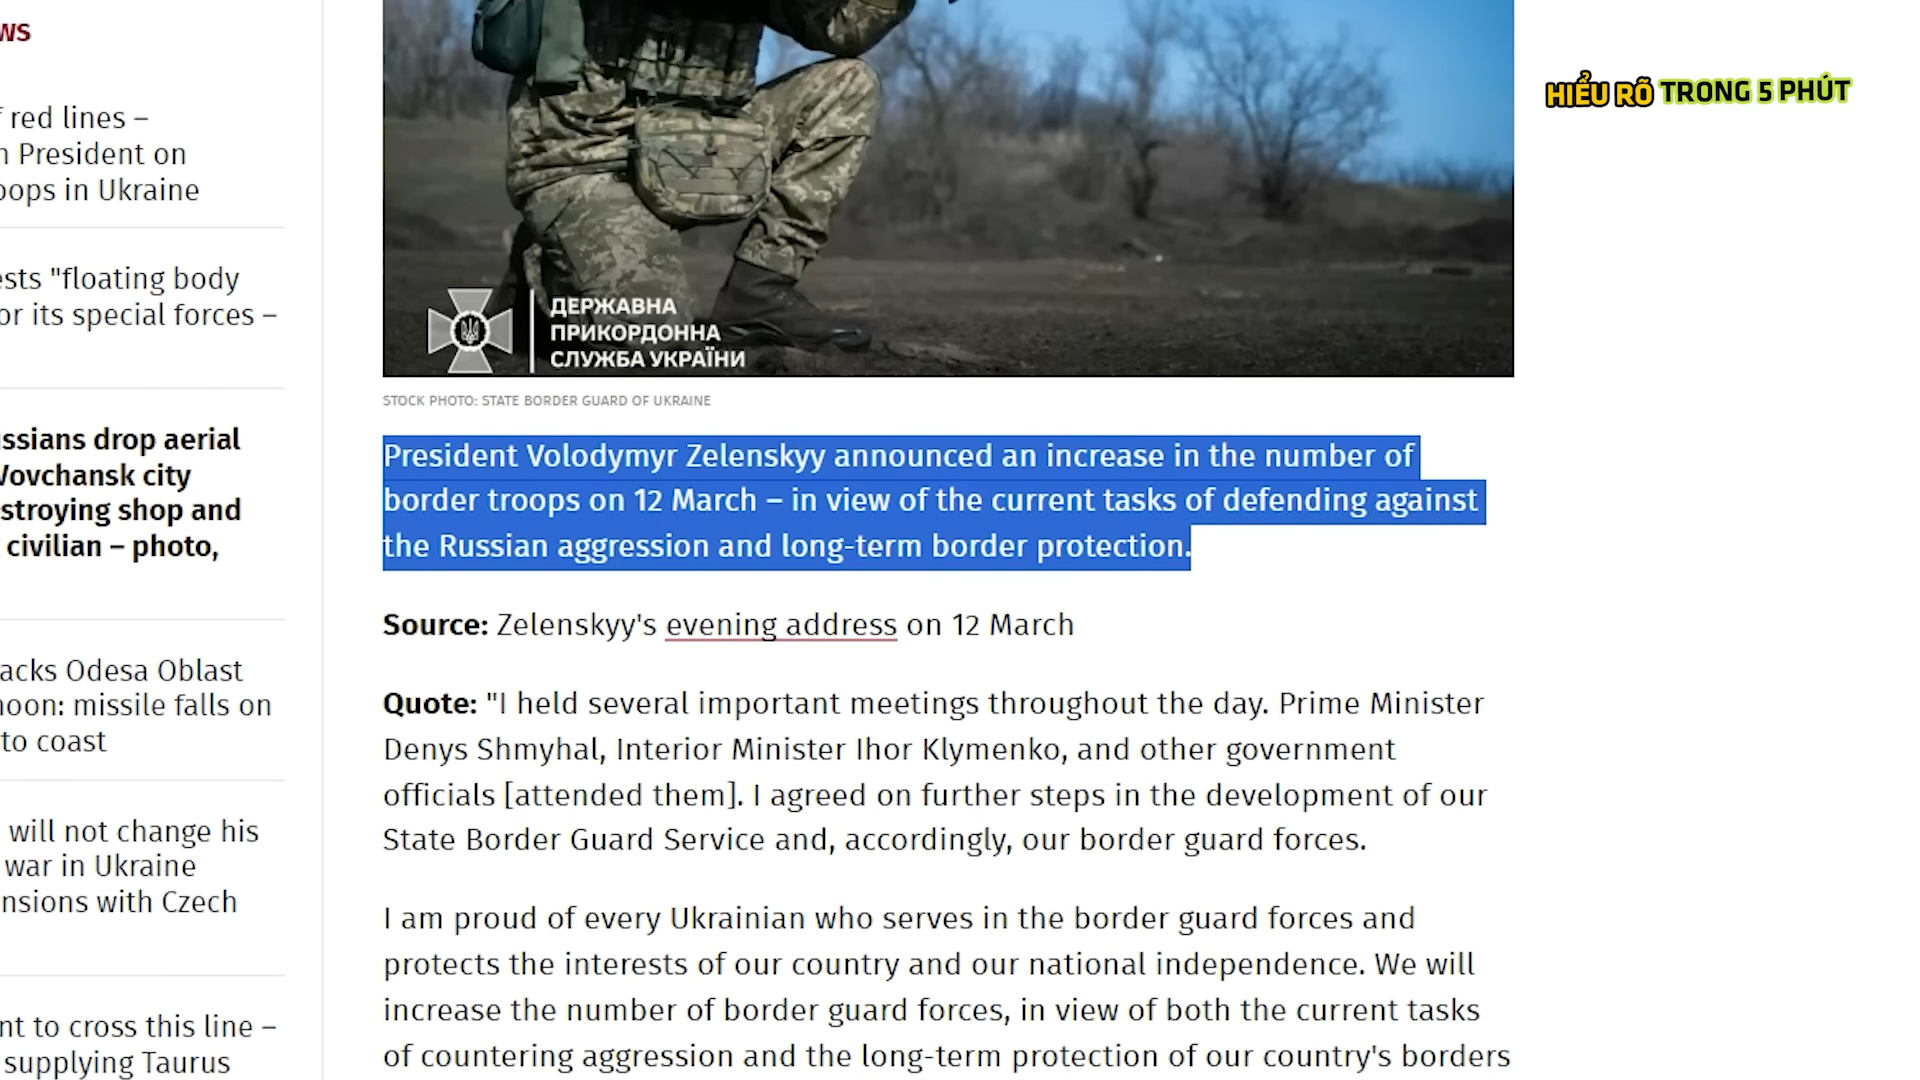 WS
red lines –
President on
in Ukraine
"floating body
its special forces –
drop aerial
Vovchansk city
shop and
civilian – photo,
Odesa Oblast
missile falls on
to coast
will not change his
war in Ukraine
with Czech
to cross this line –
supplying Taurus
HIỂU RÕ TRONG 5 PHÚT
ДЕРЖАВНА
ПРИКОРДОННА
СЛУЖБА УКРАЇНИ
STOCK PHOTO: STATE BORDER GUARD OF UKRAINE
President Volodymyr Zelenskyy announced an increase in the number of
border troops on 12 March – in view of the current tasks of defending against
the Russian aggression and long-term border protection.
Source: Zelenskyy's evening address on 12 March
Quote: "I held several important meetings throughout the day. Prime Minister
Denys Shmyhal, Interior Minister Ihor Klymenko, and other government
officials [attended them]. I agreed on further steps in the development of our
State Border Guard Service and, accordingly, our border guard forces.
I am proud of every Ukrainian who serves in the border guard forces and
protects the interests of our country and our national independence. We will
increase the number of border guard forces, in view of both the current tasks
of countering aggression and the long-term protection of our country's borders